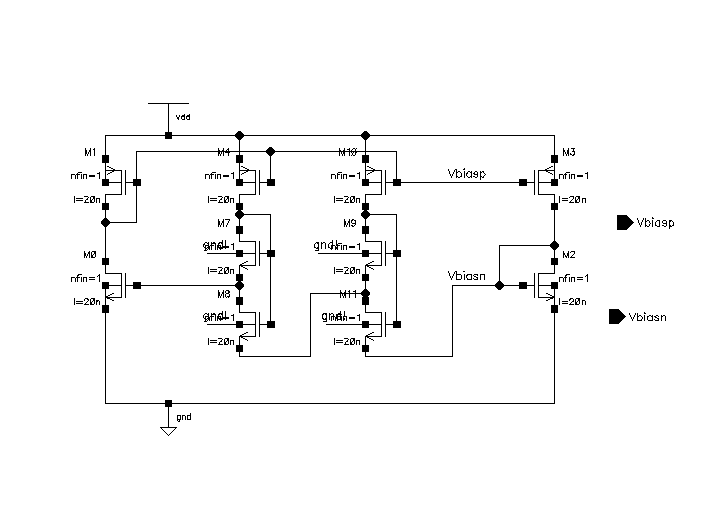 vdd
M1
M4
M10
M3
nfin=1
nfin=1
nfin=1
Vbiasp
nfin=1
l=20n
l=20n
l=20n
l=20n
M7
M9
Vbiasp
gnd!
nfin=1
gnd!
nfin=1
M0
M2
l=20n
l=20n
nfin=1
Vbiasn
nfin=1
M8
M11
l=20n
l=20n
gnd!
nfin=1
gnd!
nfin=1
Vbiasn
l=20n
l=20n
gnd